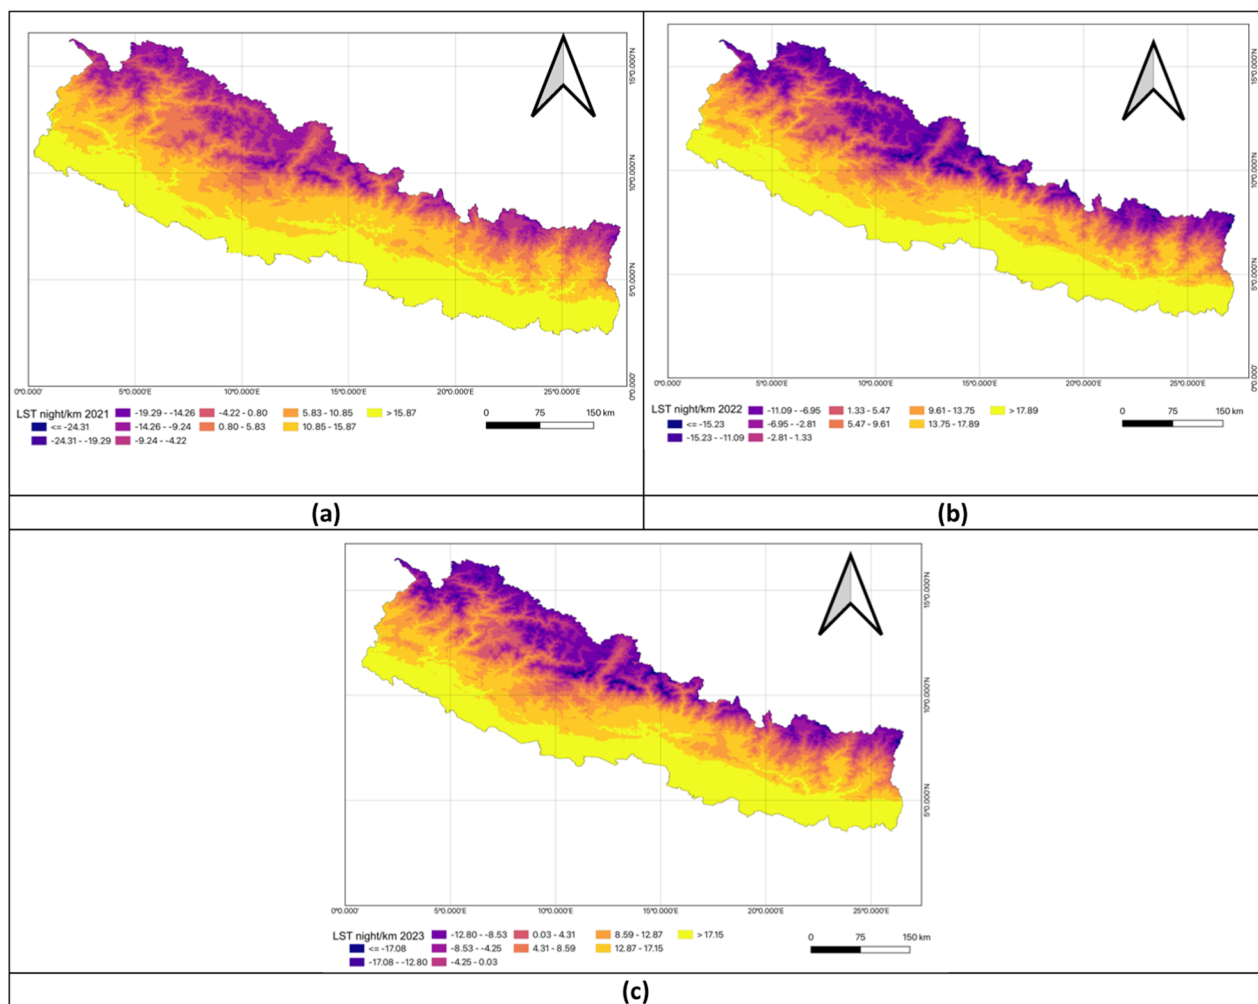 15°0.000'N
10°0.000'N
5°0.000'N
0°0.000'
0°0.000' 5°0.000'E 10°0.000'E 15°0.000'E 20°0.000'E 25°0.000'E
LST night/km 2021 -19.29 - -14.26 -4.22 - 0.80 5.83 - 10.85 > 15.87 0 75 150 km
<= -24.31 -14.26 - -9.24 0.80 - 5.83 10.85 - 15.87
-24.31 - -19.29 -9.24 - -4.22
(a)
15°0.000'N
10°0.000'N
5°0.000'N
0°0.000'
0°0.000' 5°0.000'E 10°0.000'E 15°0.000'E 20°0.000'E 25°0.000'E
LST night/km 2022 -11.09 - -6.95 1.33 - 5.47 9.61 - 13.75 > 17.89 0 75 150 km
<= -15.23 -6.95 - -2.81 5.47 - 9.61 13.75 - 17.89
-15.23 - -11.09 -2.81 - 1.33
(b)
15°0.000'N
10°0.000'N
5°0.000'N
0°0.000' 5°0.000'E 10°0.000'E 15°0.000'E 20°0.000'E 25°0.000'E
LST night/km 2023 -12.80 - -8.53 0.03 - 4.31 8.59 - 12.87 > 17.15 0 75 150 km
<= -17.08 -8.53 - -4.25 4.31 - 8.59 12.87 - 17.15
-17.08 - -12.80 -4.25 - 0.03
(c)